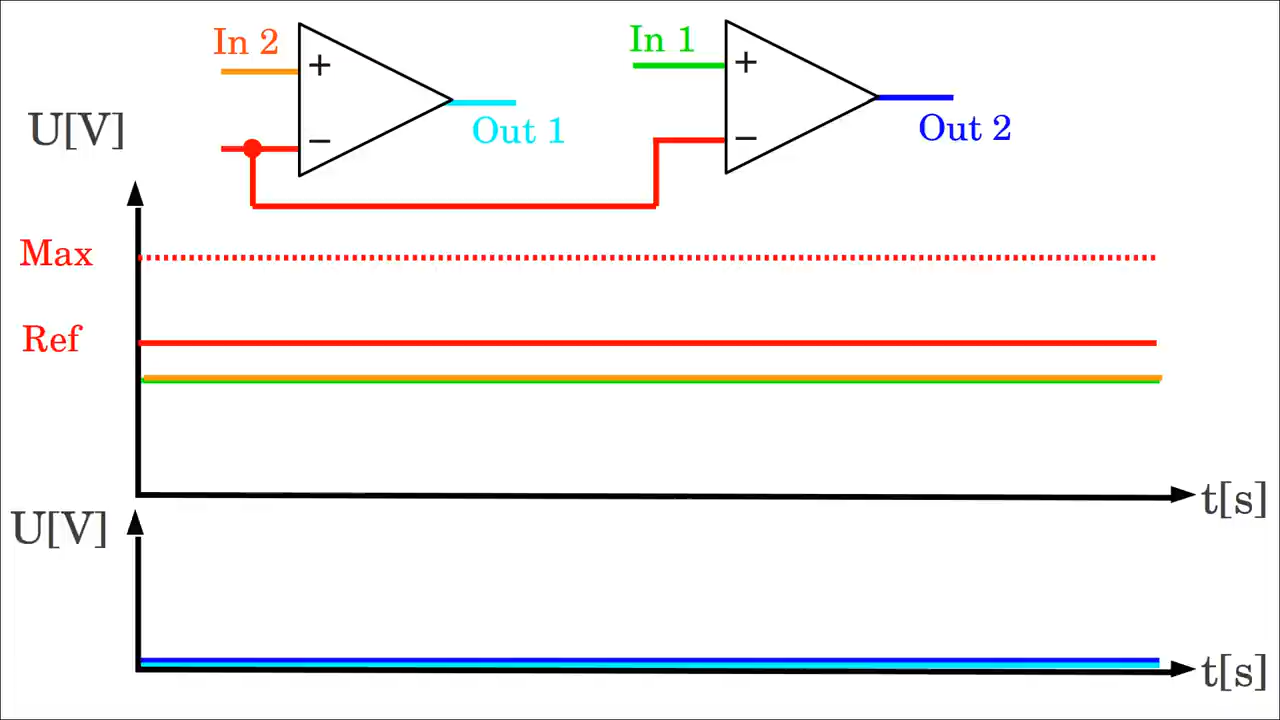 In 2
In 1
+
+
U[V]
Out 1
Out 2
−
−
Max
Ref
t[s]
U[V]
t[s]